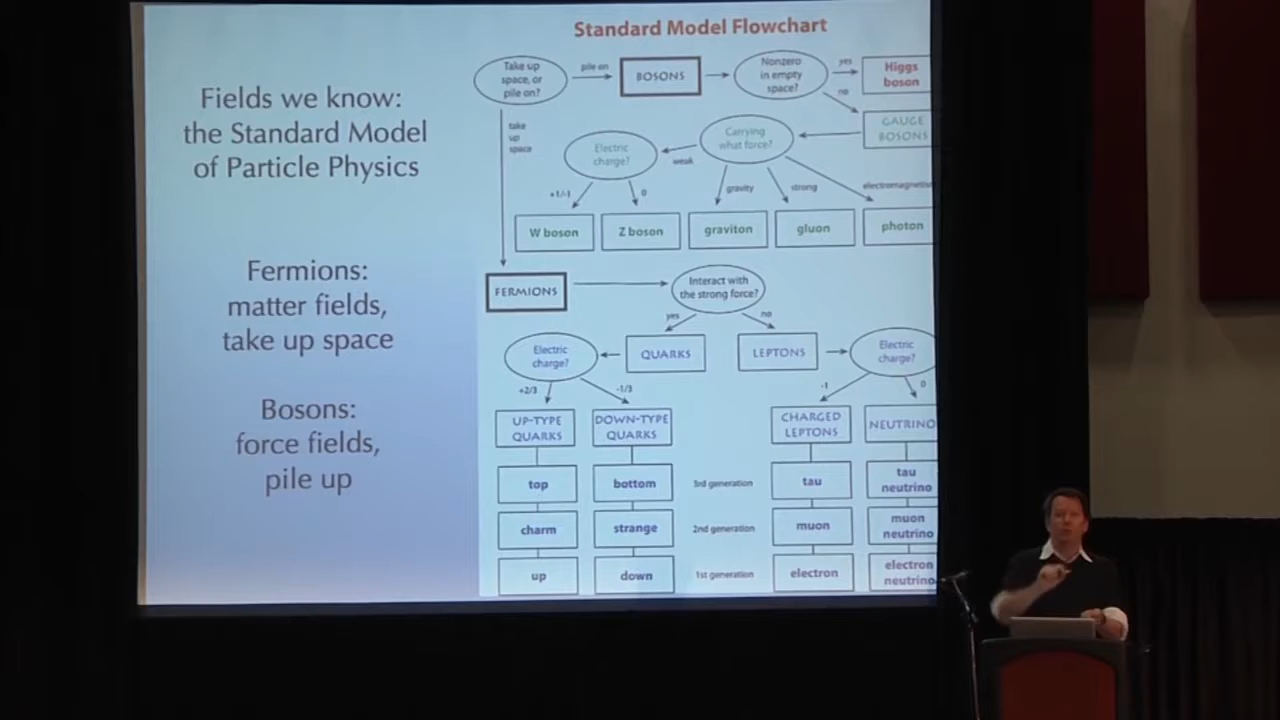 Standard Model Flowchart
Fields we know:
the Standard Model
of Particle Physics
Fermions:
matter fields,
take up space
Bosons:
force fields,
pile up
Take up
space, or
pile on?
pile on
BOSONS
Nonzero
in empty
space?
yes
Higgs
boson
no
GAUGE
BOSONS
take
up
space
Electric
charge?
weak
Carrying
what force?
+1/-1
0
gravity
strong
electromagnetism
W boson
Z boson
graviton
gluon
photon
FERMIONS
Interact with
the strong force?
yes
no
Electric
charge?
QUARKS
LEPTONS
Electric
charge?
+2/3
-1/3
-1
0
UP-TYPE
QUARKS
DOWN-TYPE
QUARKS
CHARGED
LEPTONS
NEUTRINO
top
bottom
3rd generation
tau
tau
neutrino
charm
strange
2nd generation
muon
muon
neutrino
up
down
1st generation
electron
electron
neutrino